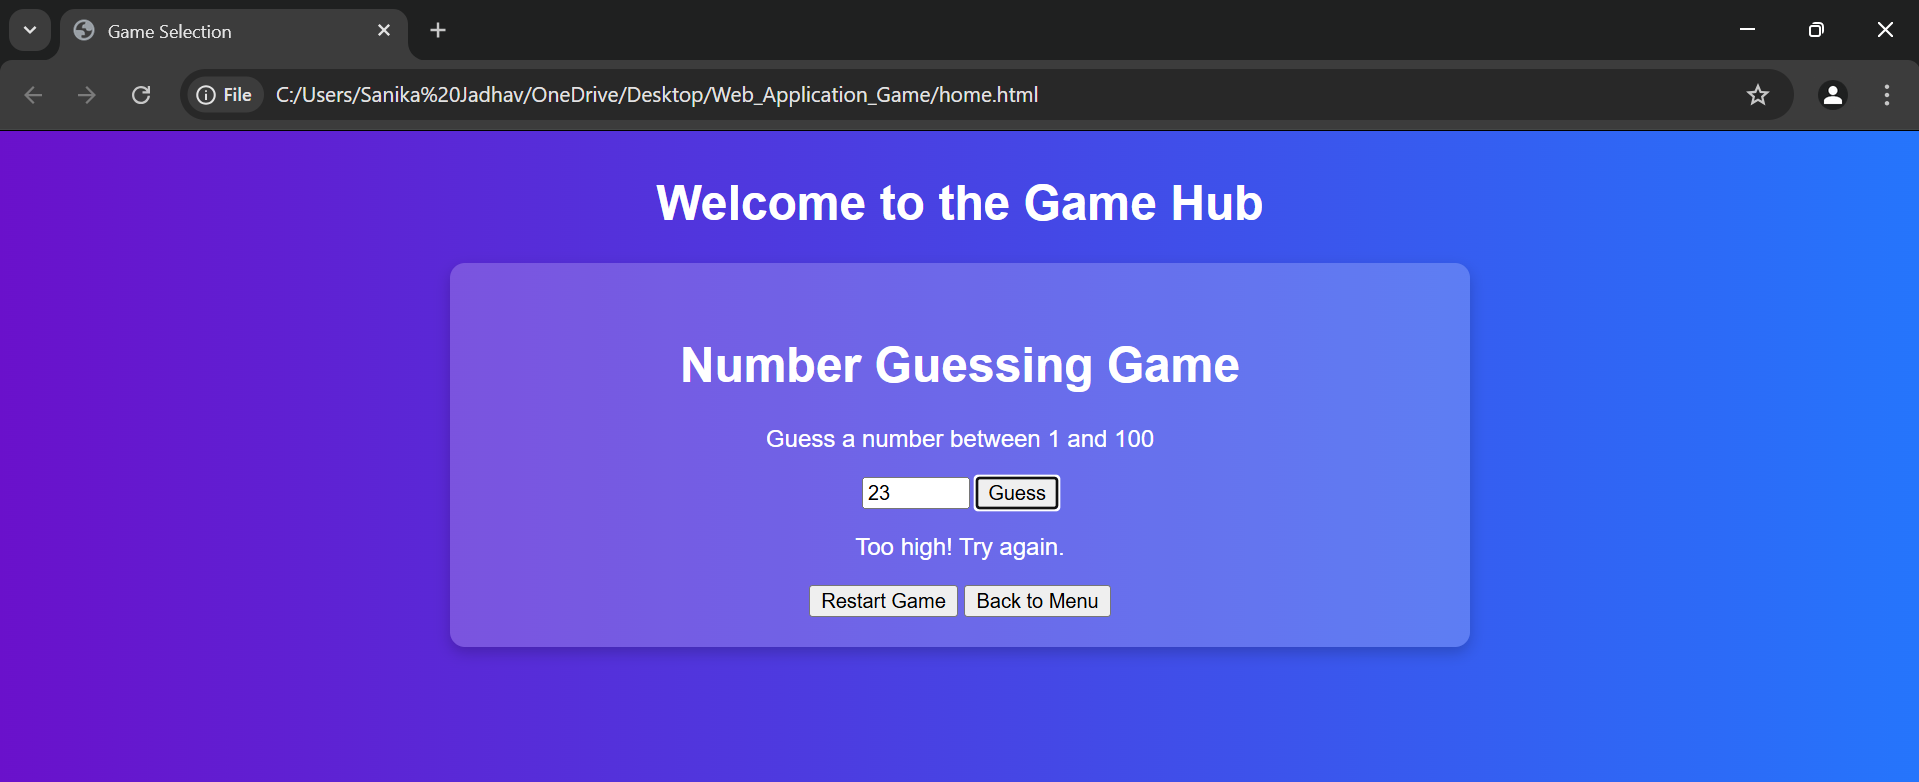 Game Selection
File C:/Users/Sanika%20Jadhav/OneDrive/Desktop/Web_Application_Game/home.html
Welcome to the Game Hub
Number Guessing Game
Guess a number between 1 and 100
23 Guess
Too high! Try again.
Restart Game Back to Menu